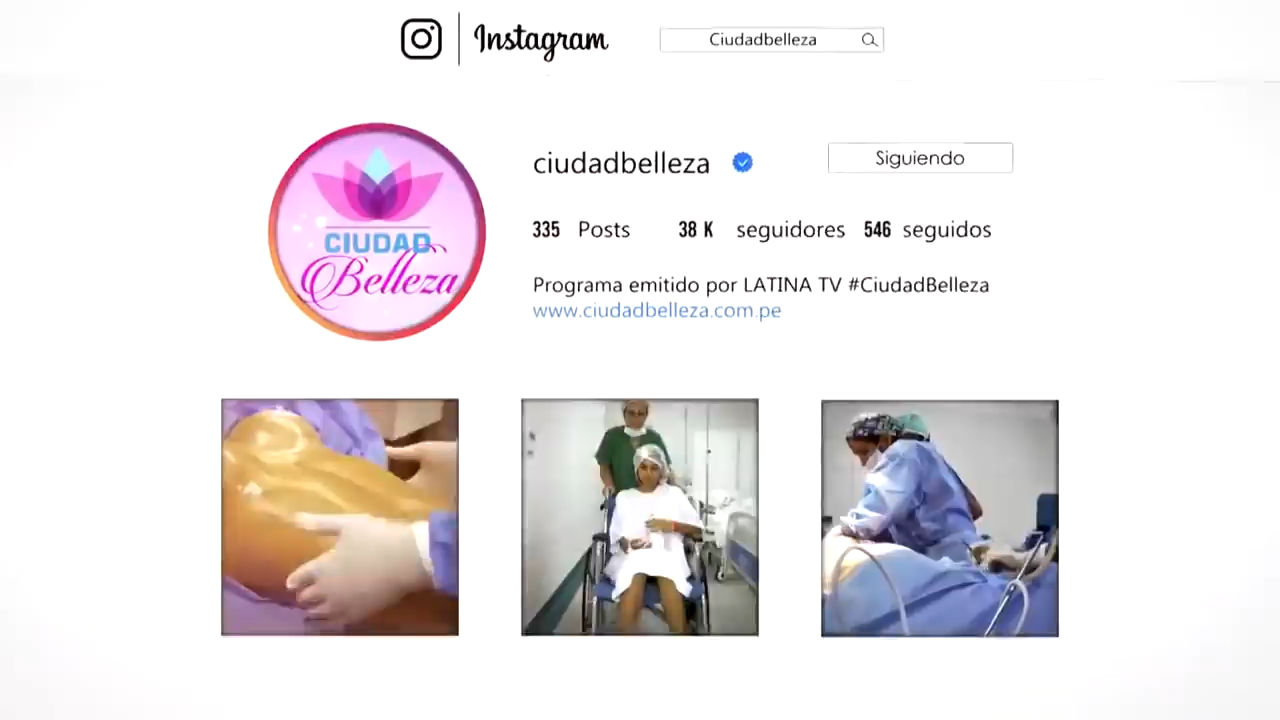 Instagram
Ciudadbelleza
CIUDAD
Belleza
ciudadbelleza
Siguiendo
335 Posts 38 K seguidores 546 seguidos
Programa emitido por LATINA TV #CiudadBelleza
www.ciudadbelleza.com.pe